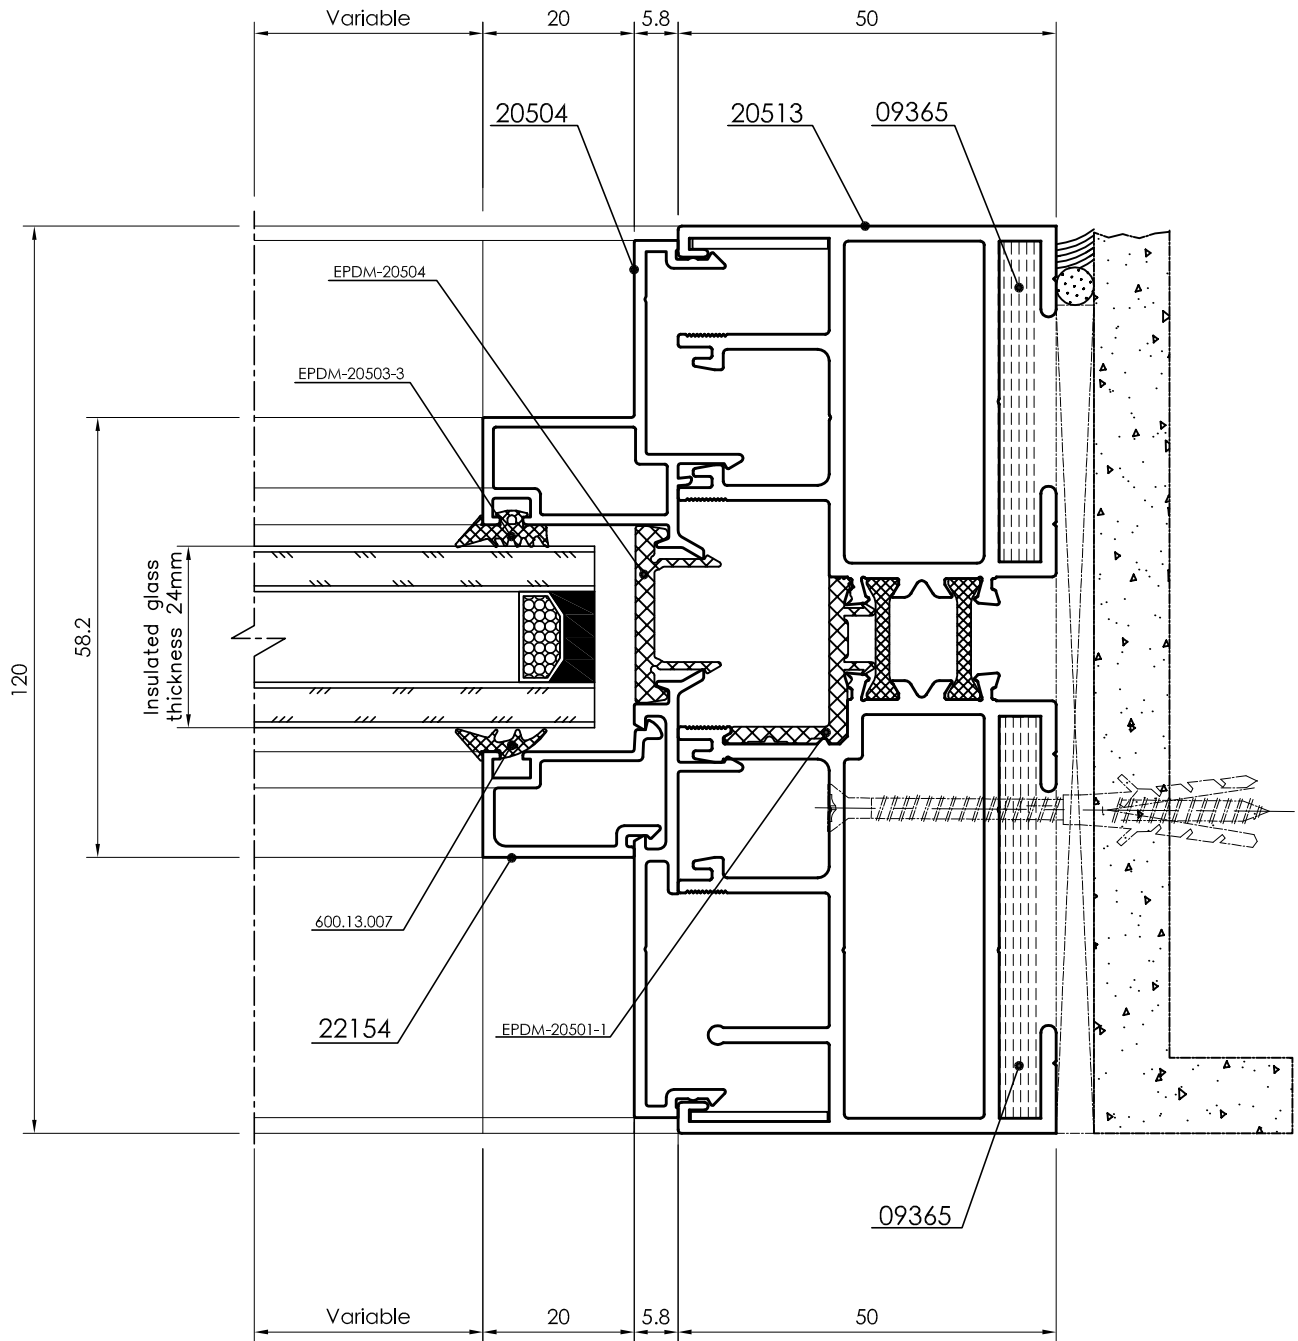 Variable
20
5.8
50
20504
20513
09365
EPDM-20504
EPDM-20503-3
Insulated glass
thickness 24mm
58.2
120
600.13.007
22154
EPDM-20501-1
09365
Variable
20
5.8
50